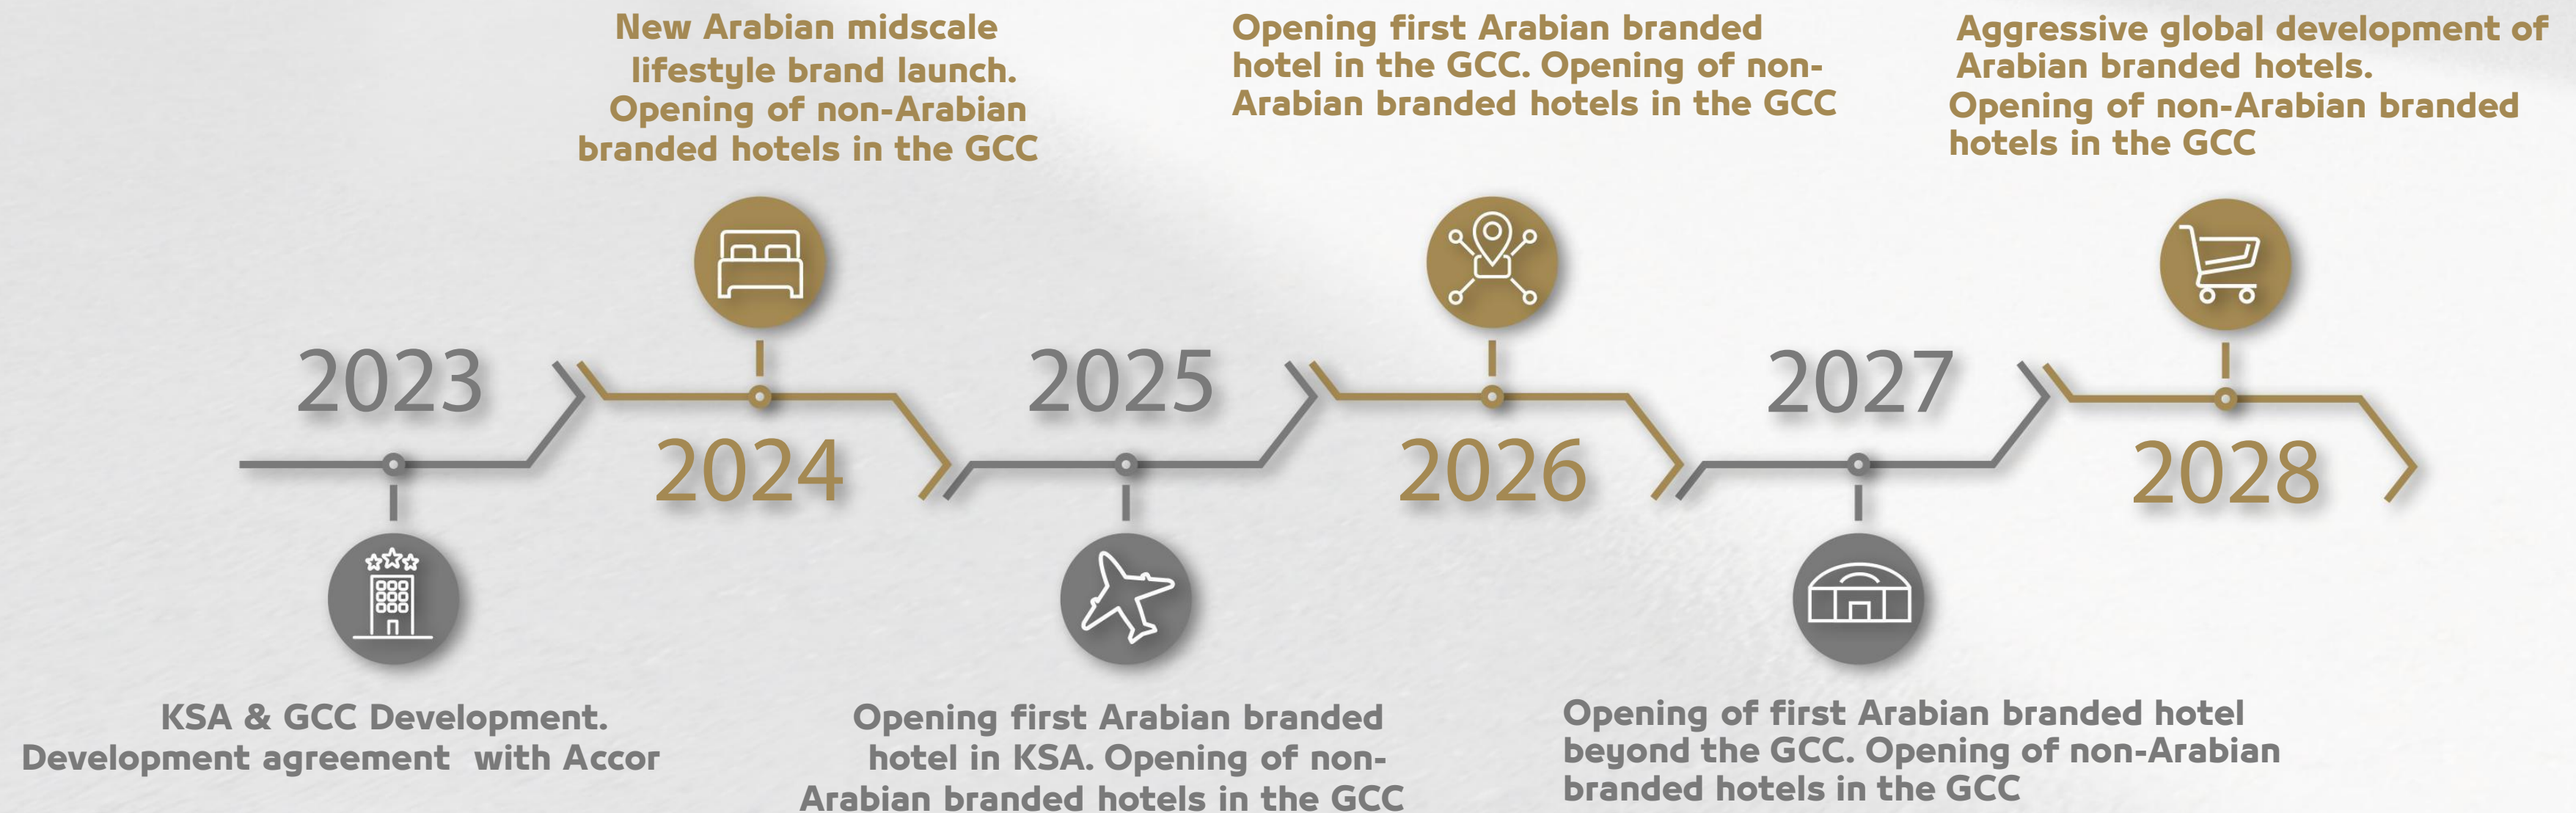 2023
KSA & GCC Development.
Development agreement with Accor
New Arabian midscale
lifestyle brand launch.
Opening of non-Arabian
branded hotels in the GCC
2024
2025
Opening first Arabian branded
hotel in KSA. Opening of non-
Arabian branded hotels in the GCC
Opening first Arabian branded
hotel in the GCC. Opening of non-
Arabian branded hotels in the GCC
2026
2027
Opening of first Arabian branded hotel
beyond the GCC. Opening of non-Arabian
branded hotels in the GCC
Aggressive global development of
Arabian branded hotels.
Opening of non-Arabian branded
hotels in the GCC
2028